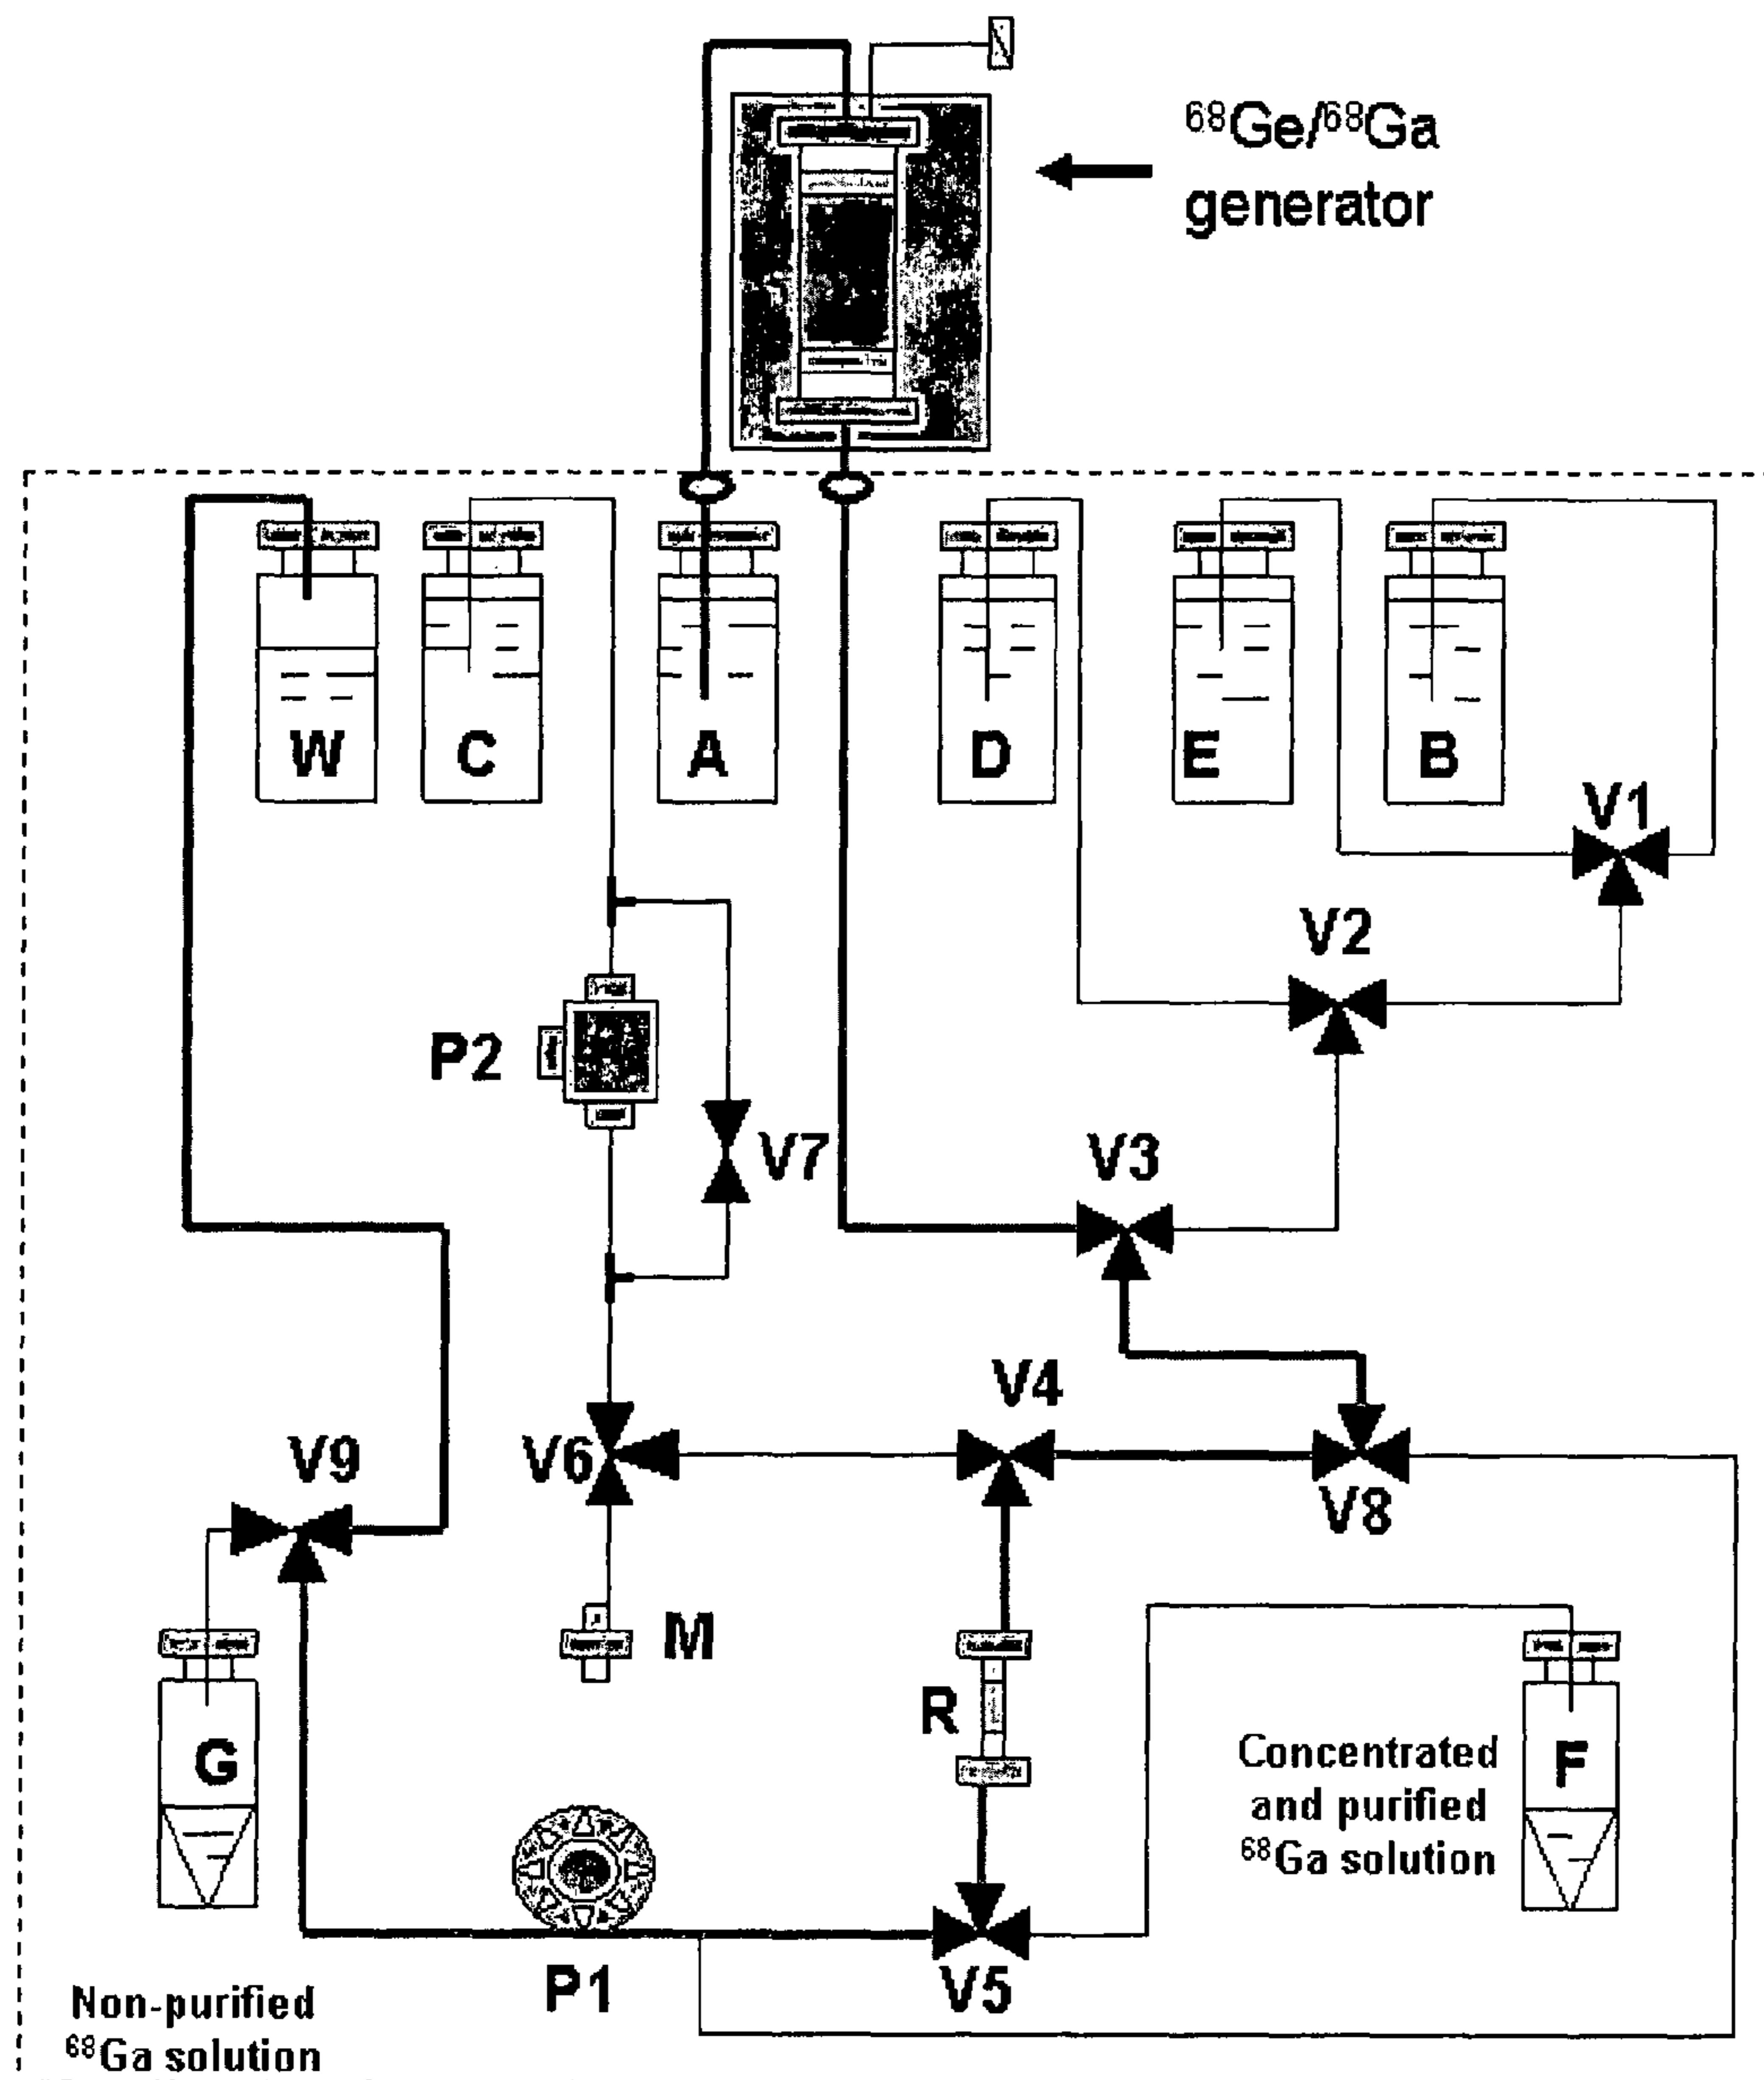 ⁶⁸Ge/⁶⁸Ga
generator
W
C
A
D
E
B
V1
V2
P2
V7
V3
V4
V9
V6
V8
M
R
G
Concentrated
and purified
⁶⁸Ga solution
F
P1
V5
Non-purified
⁶⁸Ga solution